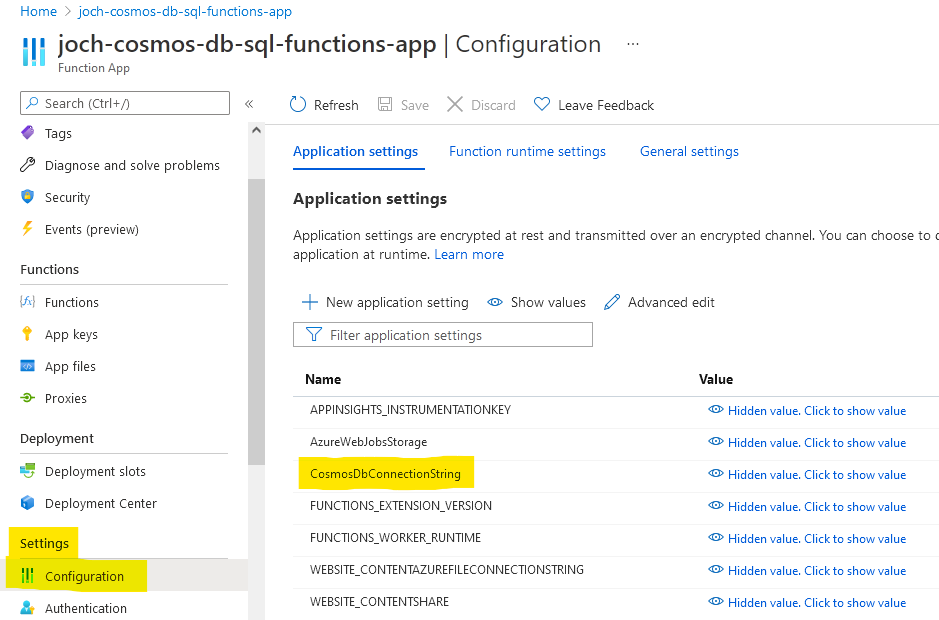 Home > joch-cosmos-db-sql-functions-app
joch-cosmos-db-sql-functions-app | Configuration ...
Function App
Search (Ctrl+/)
«
Refresh
Save
Discard
Leave Feedback
Tags
Diagnose and solve problems
Security
Events (preview)
Functions
Functions
App keys
App files
Proxies
Deployment
Deployment slots
Deployment Center
Settings
Configuration
Authentication
Application settings
Function runtime settings
General settings
Application settings
Application settings are encrypted at rest and transmitted over an encrypted channel. You can choose to
application at runtime. Learn more
New application setting
Show values
Advanced edit
Filter application settings
Name Value
APPINSIGHTS_INSTRUMENTATIONKEY Hidden value. Click to show value
AzureWebJobsStorage Hidden value. Click to show value
CosmosDbConnectionString Hidden value. Click to show value
FUNCTIONS_EXTENSION_VERSION Hidden value. Click to show value
FUNCTIONS_WORKER_RUNTIME Hidden value. Click to show value
WEBSITE_CONTENTAZUREFILECONNECTIONSTRING Hidden value. Click to show value
WEBSITE_CONTENTSHARE Hidden value. Click to show value